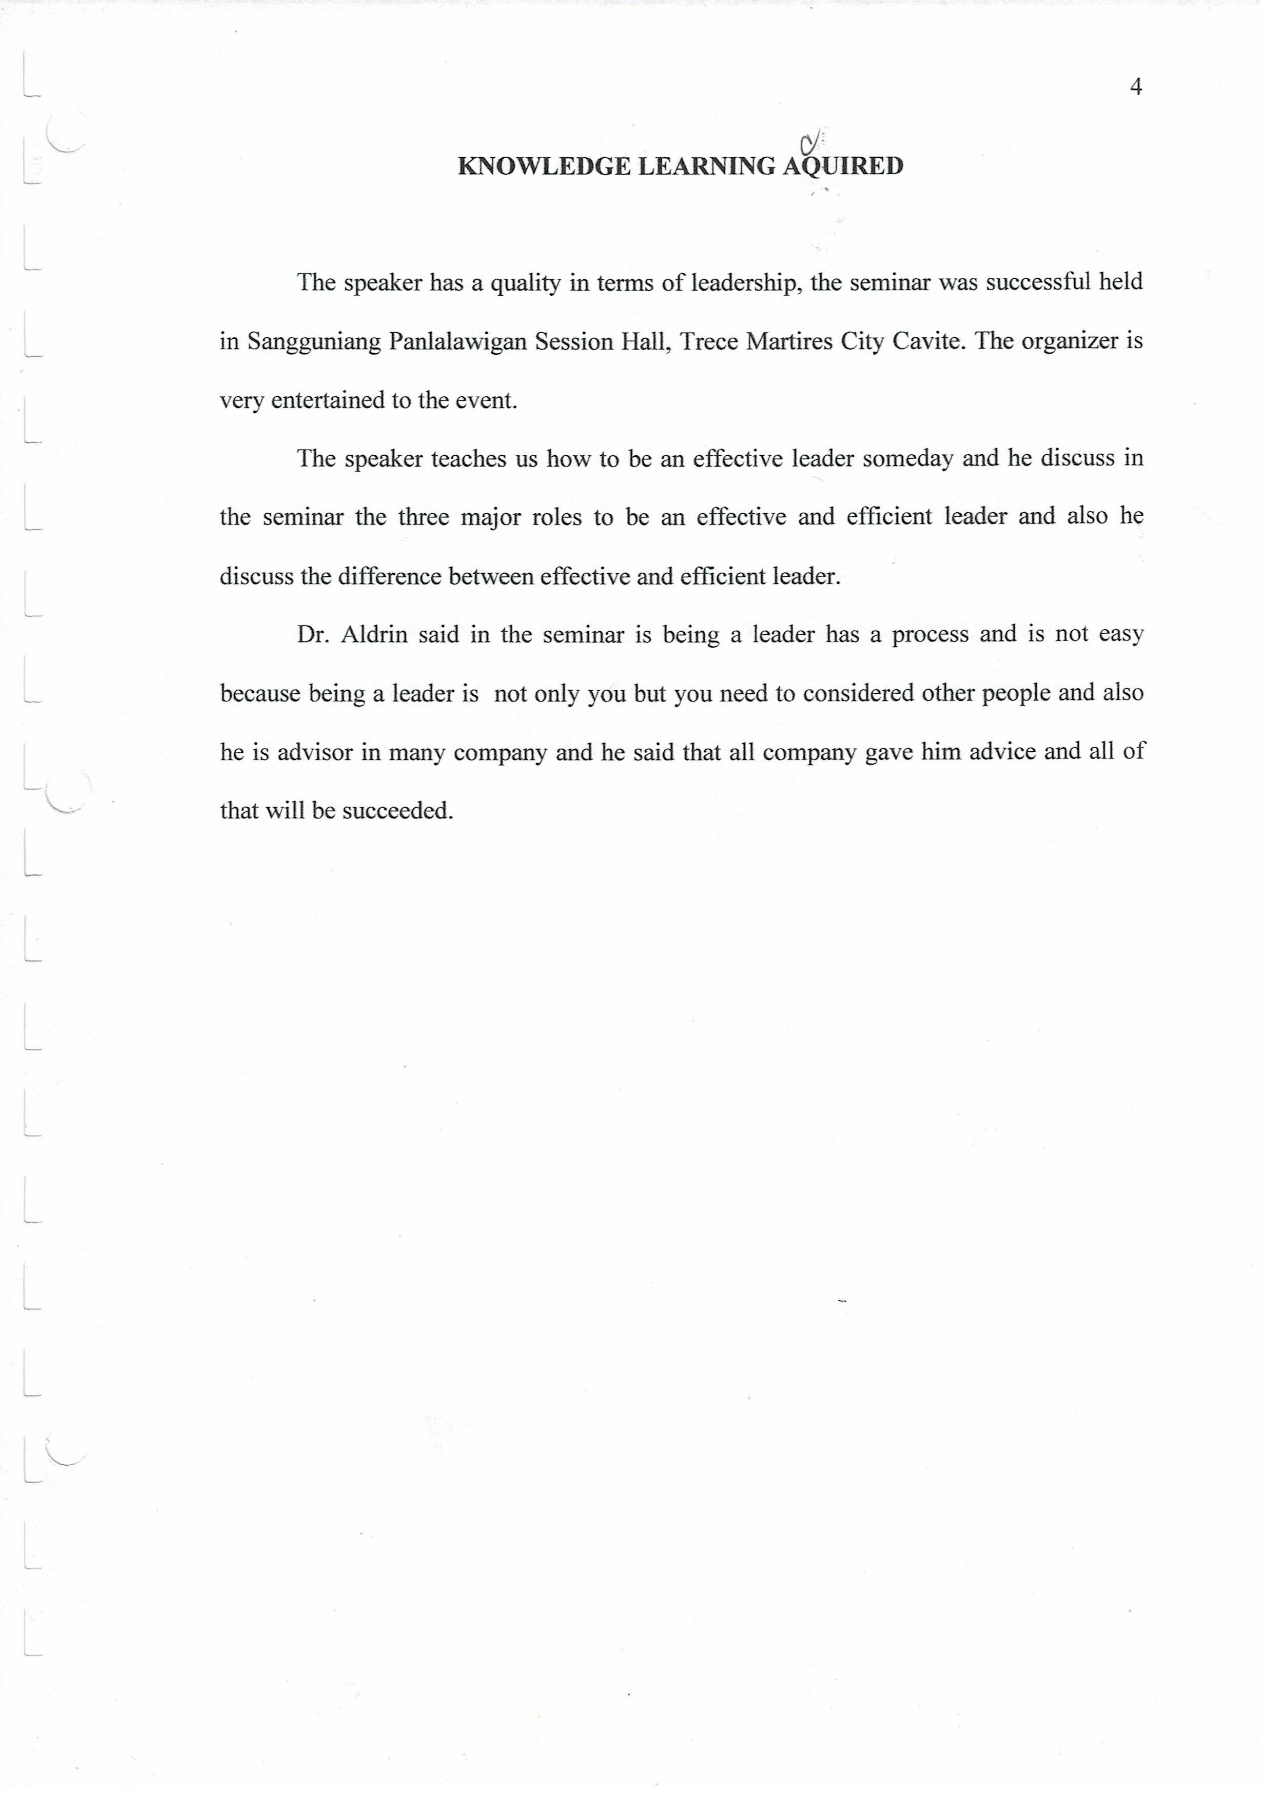 4
KNOWLEDGE LEARNING AQUIRED
The speaker has a quality in terms of leadership, the seminar was successful held
in Sangguniang Panlalawigan Session Hall, Trece Martires City Cavite. The organizer is
very entertained to the event.
The speaker teaches us how to be an effective leader someday and he discuss in
the seminar the three major roles to be an effective and efficient leader and also he
discuss the difference between effective and efficient leader.
Dr. Aldrin said in the seminar is being a leader has a process and is not easy
because being a leader is not only you but you need to considered other people and also
he is advisor in many company and he said that all company gave him advice and all of
that will be succeeded.